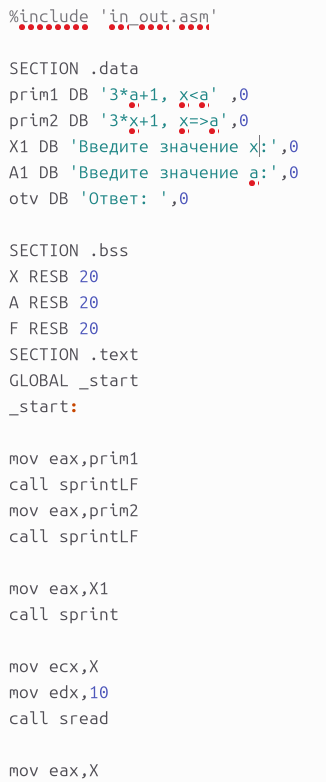 %include 'in_out.asm'
SECTION .data
prim1 DB '3*a+1, x<a' ,0
prim2 DB '3*x+1, x=>a',0
X1 DB 'Введите значение x:',0
A1 DB 'Введите значение a:',0
otv DB 'Ответ: ',0
SECTION .bss
X RESB 20
A RESB 20
F RESB 20
SECTION .text
GLOBAL _start
_start:
mov eax,prim1
call sprintLF
mov eax,prim2
call sprintLF
mov eax,X1
call sprint
mov ecx,X
mov edx,10
call sread
mov eax,X